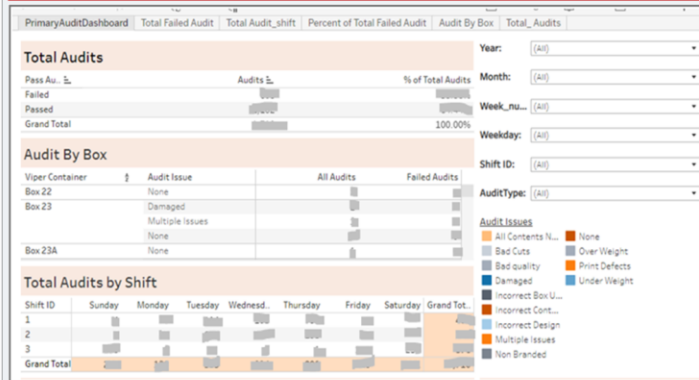 PrimaryAuditDashboard Total Failed Audit Total Audit_shift Percent of Total Failed Audit Audit By Box Total_ Audits
Total Audits
Pass Au.. Audits % of Total Audits
Failed
Passed
Grand Total 100.00%
Audit By Box
Viper Container Audit Issue All Audits Failed Audits
Box 22 None
Box 23 Damaged
Multiple Issues
None
Box 23A None
Total Audits by Shift
Shift ID Sunday Monday Tuesday Wednesd.. Thursday Friday Saturday Grand Tot..
1
2
3
Grand Total
Year: (All)
Month: (All)
Week_nu... (All)
Weekday: (All)
Shift ID: (All)
AuditType: (All)
Audit Issues
All Contents N... None
Bad Cuts Over Weight
Bad quality Print Defects
Damaged Under Weight
Incorrect Box U...
Incorrect Cont...
Incorrect Design
Multiple Issues
Non Branded